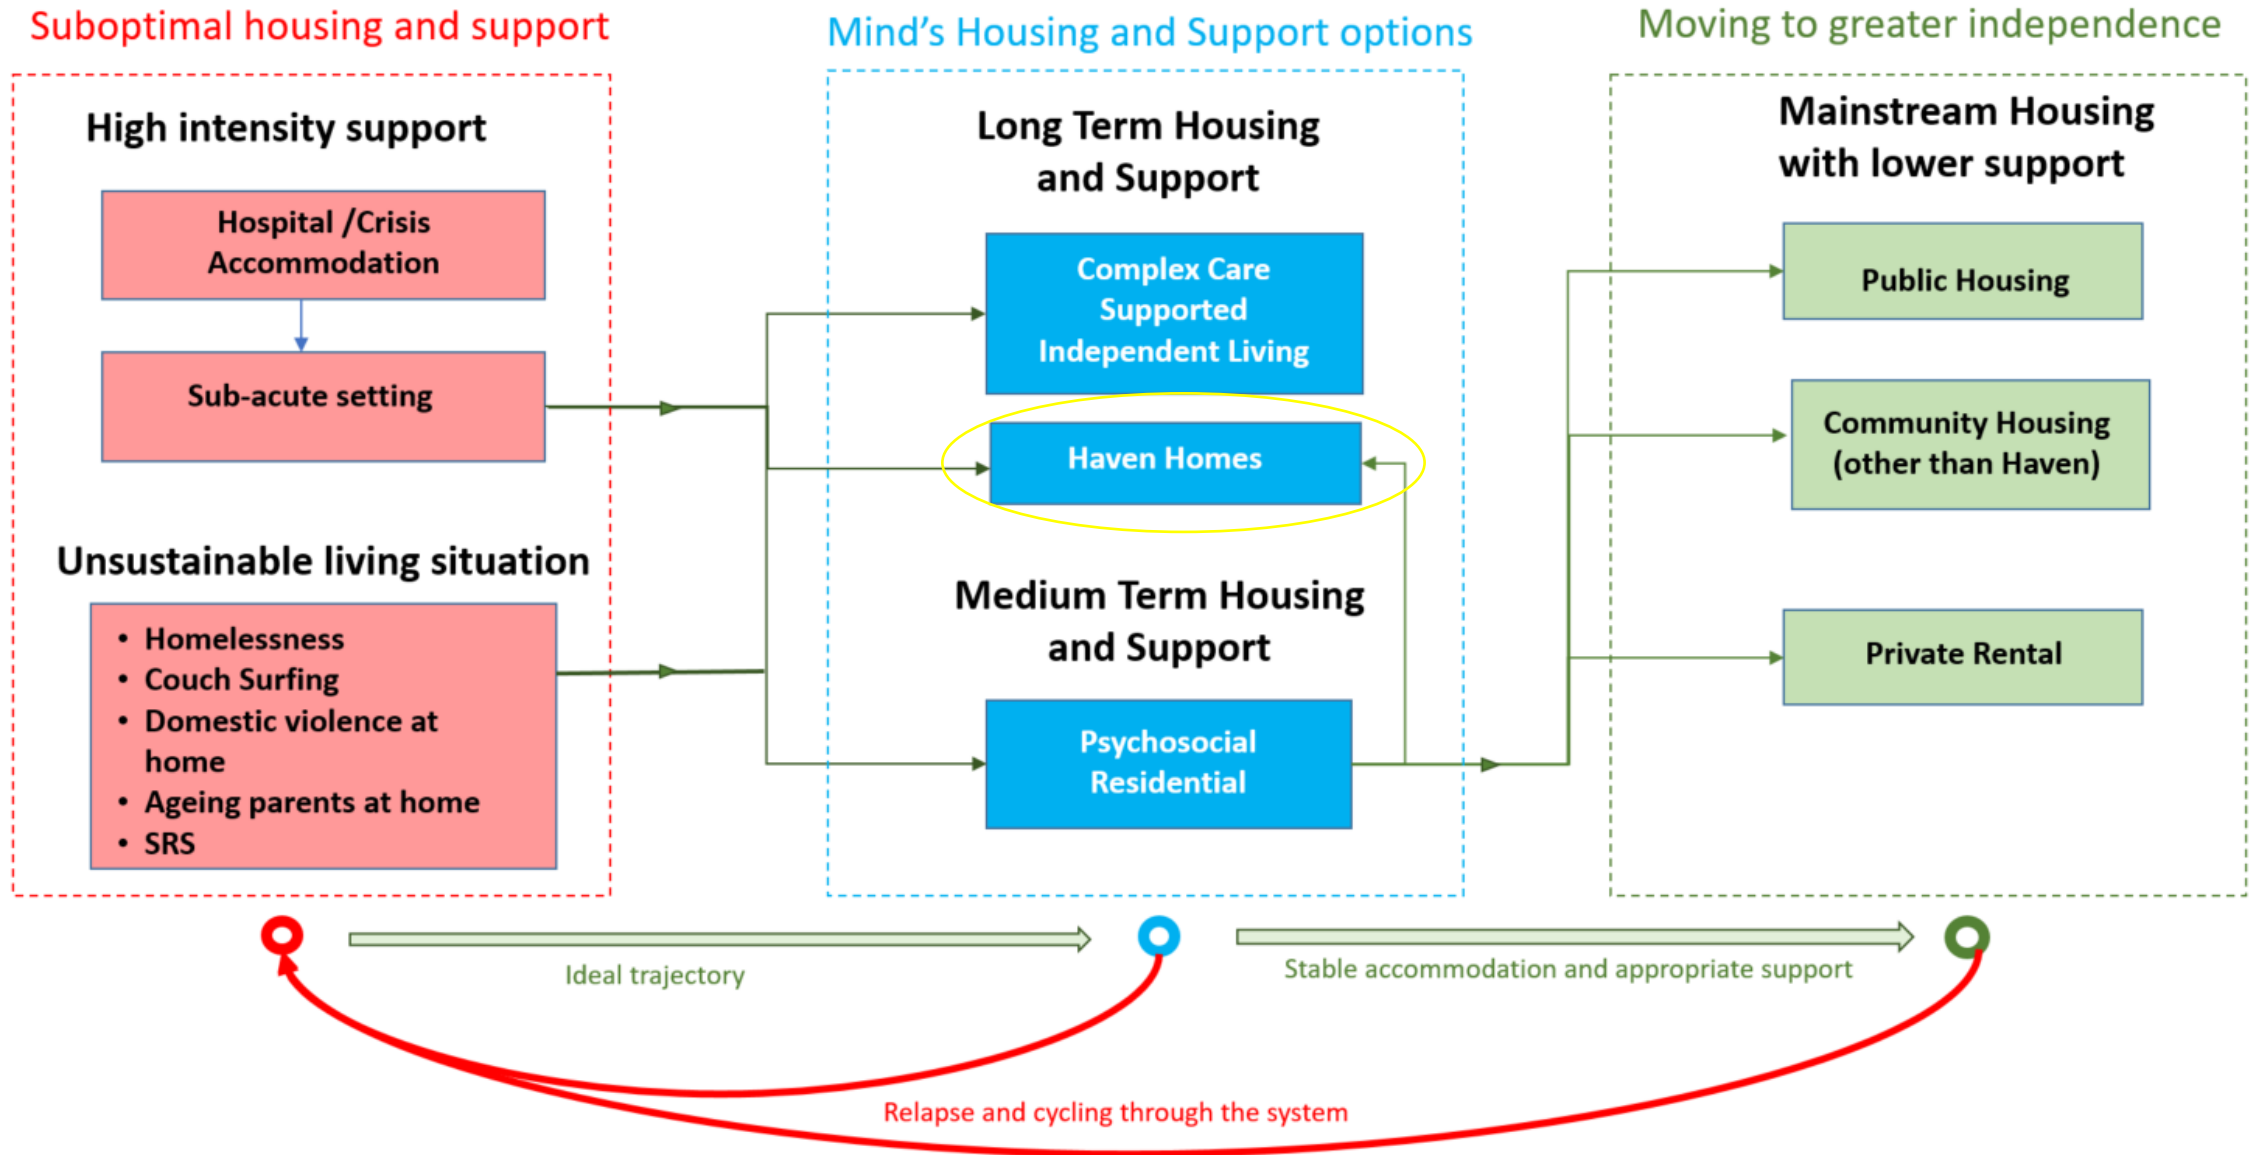 Suboptimal housing and support
High intensity support
Hospital /Crisis
Accommodation
Sub-acute setting
Unsustainable living situation
• Homelessness
• Couch Surfing
• Domestic violence at
home
• Ageing parents at home
• SRS
Mind's Housing and Support options
Long Term Housing
and Support
Complex Care
Supported
Independent Living
Haven Homes
Medium Term Housing
and Support
Psychosocial
Residential
Moving to greater independence
Mainstream Housing
with lower support
Public Housing
Community Housing
(other than Haven)
Private Rental
Ideal trajectory
Stable accommodation and appropriate support
Relapse and cycling through the system